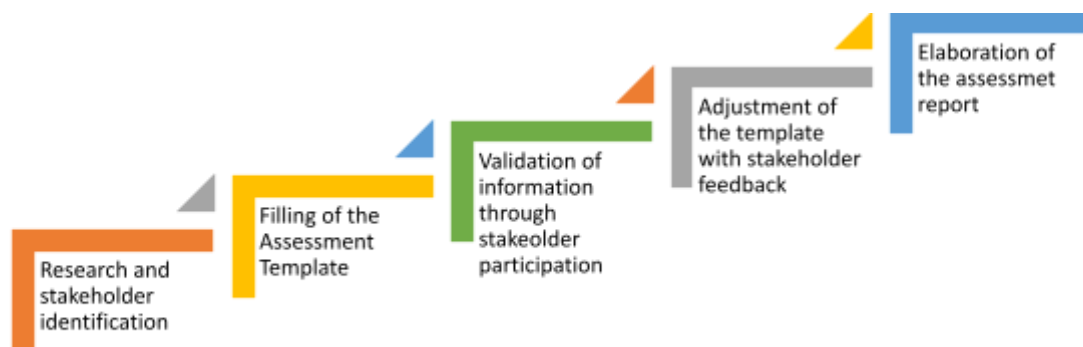 Research and
stakeholder
identification
Filling of the
Assessment
Template
Validation of
information
through
stakeolder
participation
Adjustment of
the template
with stakeholder
feedback
Elaboration of
the assessmet
report